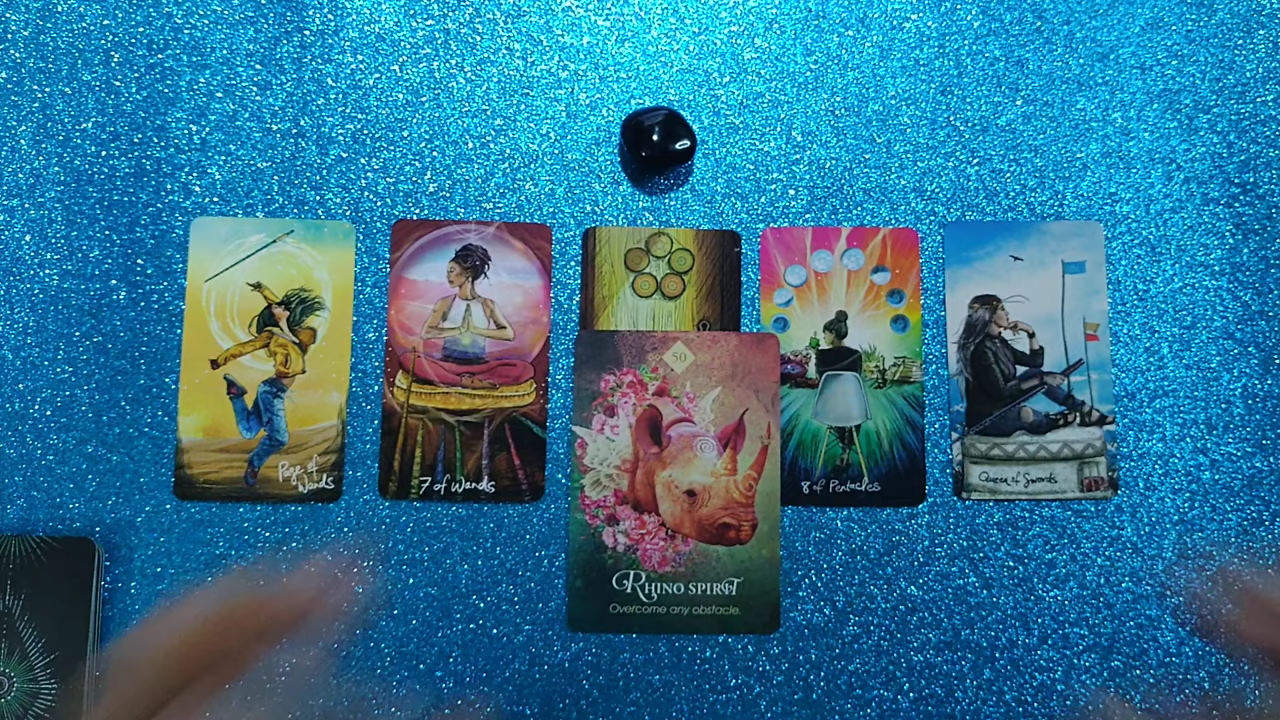 Page of
Wands
7 of Wands
50
RHINO SPIRIT
Overcome any obstacle.
8 of Pentacles
Queen of Swords